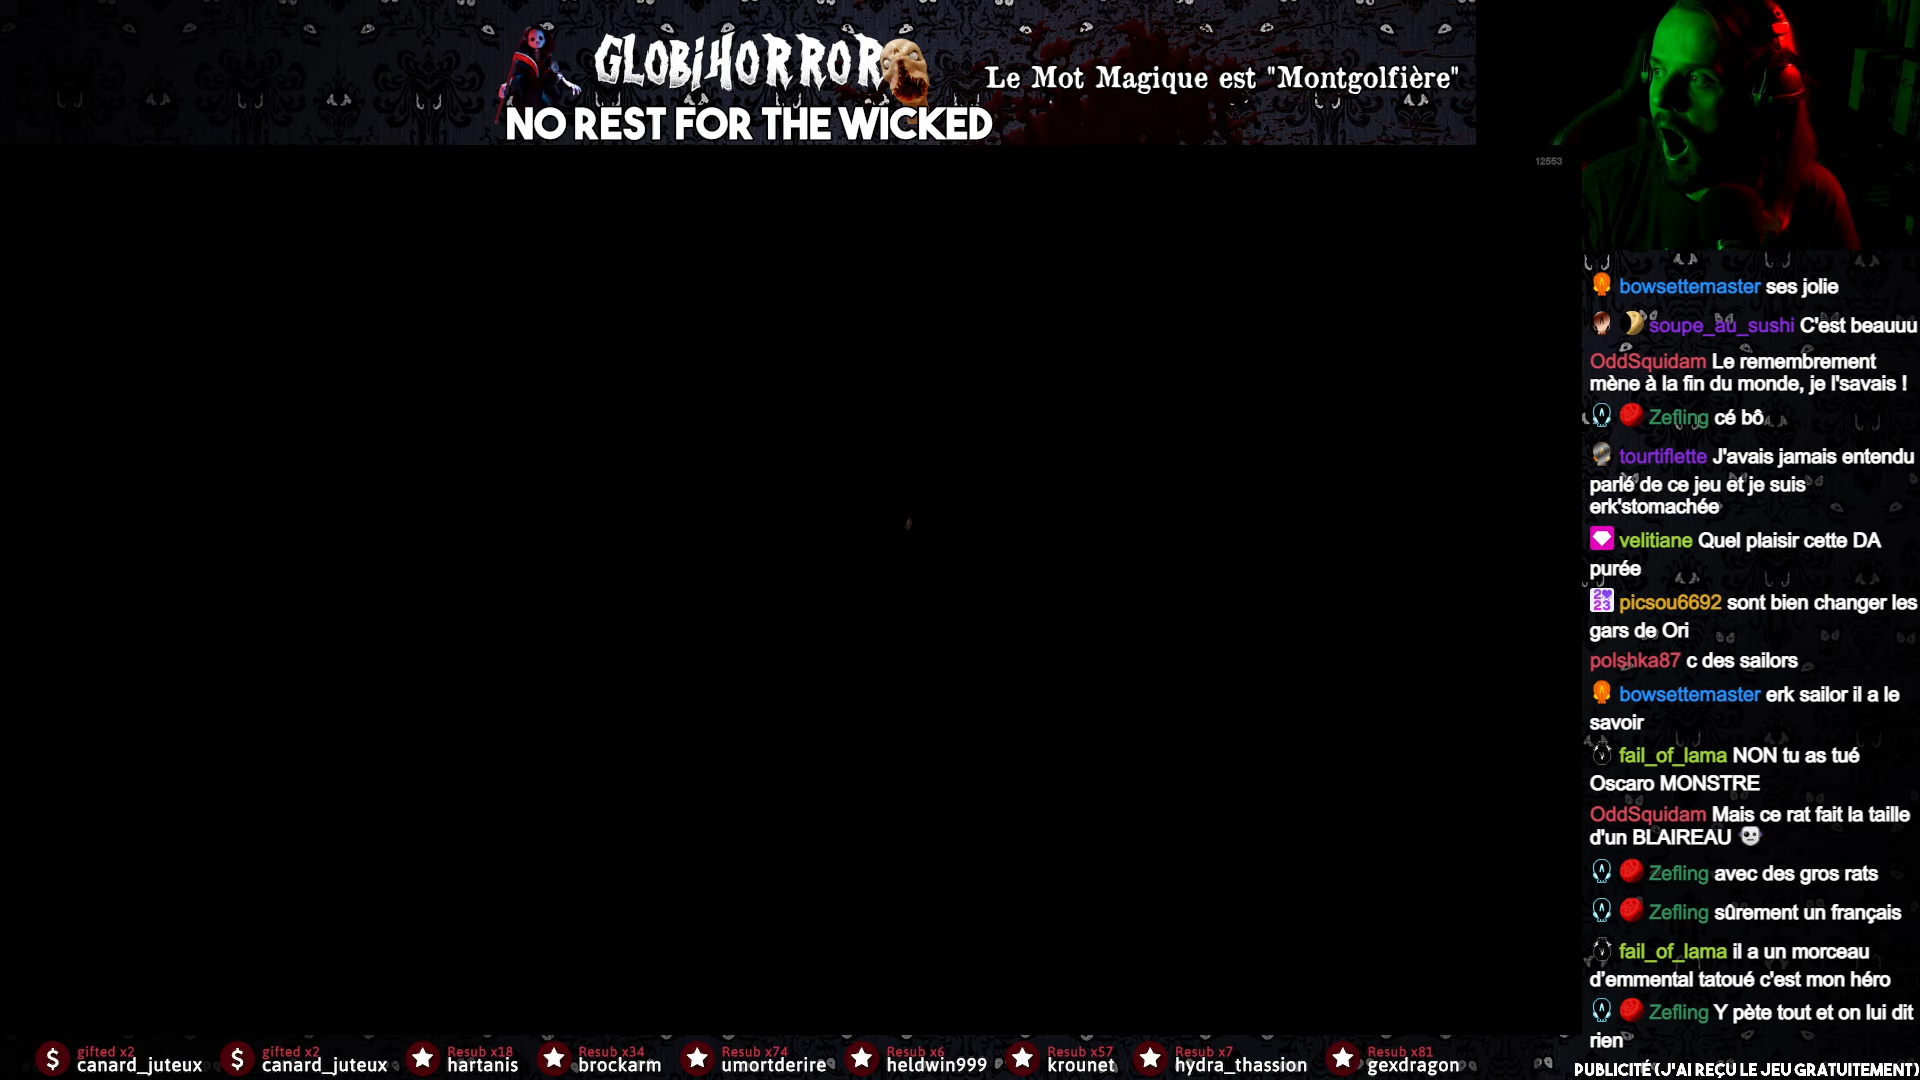 GLOBIHORROR
NO REST FOR THE WICKED
Le Mot Magique est "Montgolfière"
12553
bowsettemaster ses jolie
soupe_au_sushi C'est beauuu
OddSquidam Le remembrement
mène à la fin du monde, je l'savais !
Zefling cé bô
tourtiflette J'avais jamais entendu
parlé de ce jeu et je suis
erk'stomachée
velitiane Quel plaisir cette DA
purée
2023 picsou6692 sont bien changer les
gars de Ori
polshka87 c des sailors
bowsettemaster erk sailor il a le
savoir
fail_of_lama NON tu as tué
Oscaro MONSTRE
OddSquidam Mais ce rat fait la taille
d'un BLAIREAU
Zefling avec des gros rats
Zefling sûrement un français
fail_of_lama il a un morceau
d'emmental tatoué c'est mon héro
Zefling Y pète tout et on lui dit
rien
$ gifted x2
canard_juteux
$ gifted x2
canard_juteux
Resub x18
hartanis
Resub x34
brockarm
Resub x74
umortderire
Resub x6
heldwin999
Resub x57
krounet
Resub x7
hydra_thassion
Resub x81
gexdragon
PUBLICITÉ (J'AI REÇU LE JEU GRATUITEMENT)